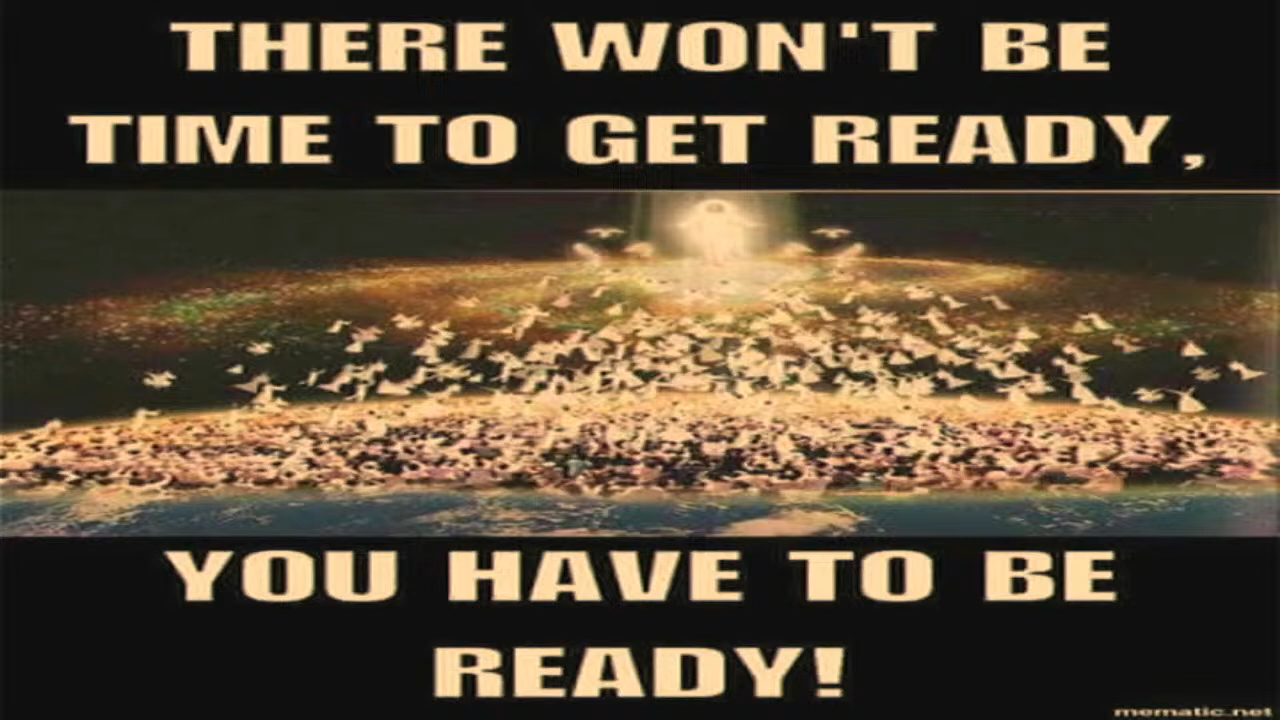 THERE WON'T BE
TIME TO GET READY,
YOU HAVE TO BE
READY!
mematic.net